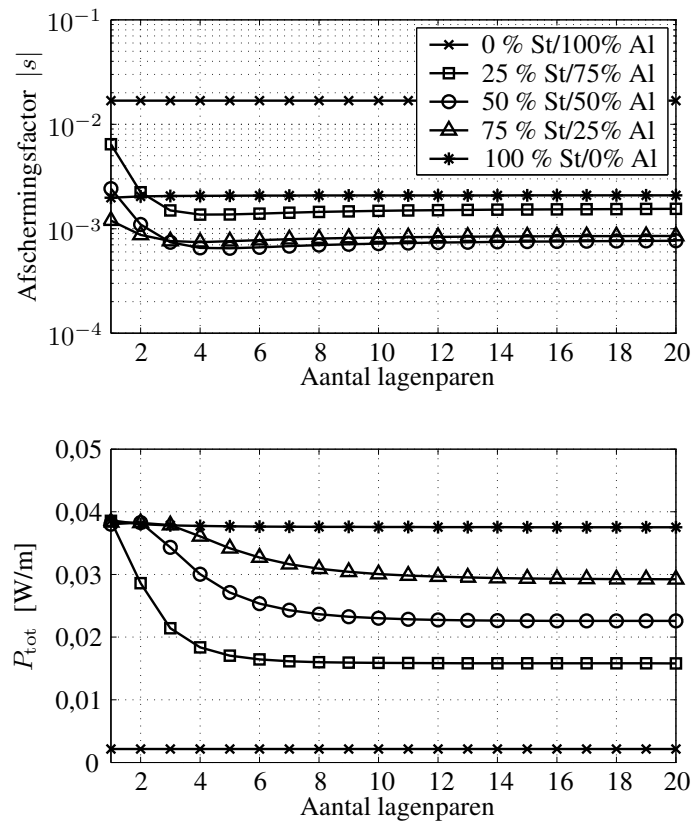 10⁻¹
10⁻²
10⁻³
10⁻⁴
Afschermingsfactor |s|
0 % St/100% Al
25 % St/75% Al
50 % St/50% Al
75 % St/25% Al
100 % St/0% Al
2 4 6 8 10 12 14 16 18 20
Aantal lagenparen
0,05
0,04
0,03
0,02
0,01
0
P_tot [W/m]
2 4 6 8 10 12 14 16 18 20
Aantal lagenparen